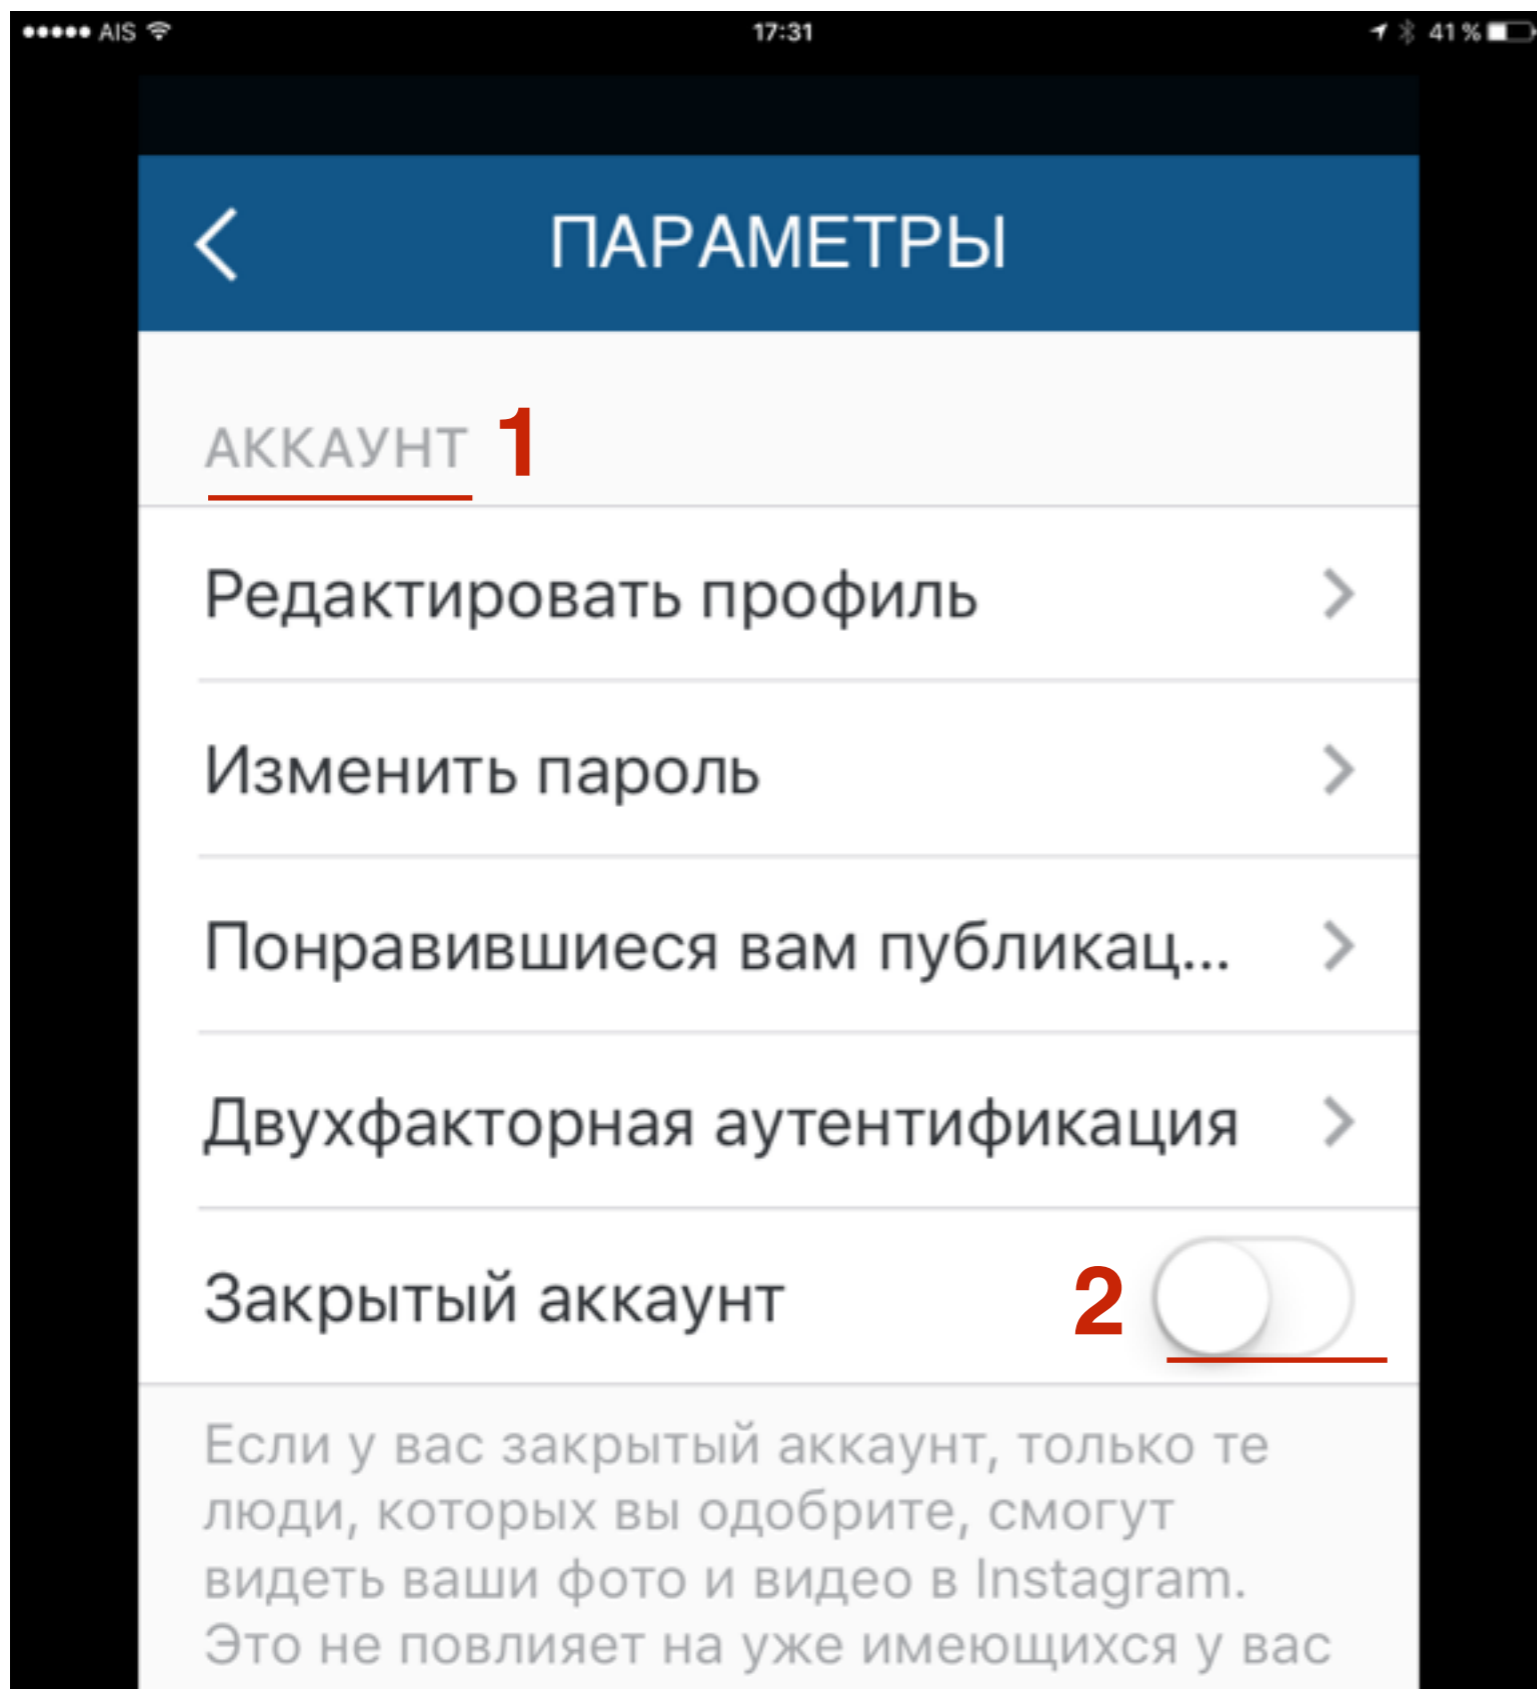 AIS 17:31 41 %
ПАРАМЕТРЫ
АККАУНТ 1
Редактировать профиль
Изменить пароль
Понравившиеся вам публикац...
Двухфакторная аутентификация
Закрытый аккаунт 2
Если у вас закрытый аккаунт, только те
люди, которых вы одобрите, смогут
видеть ваши фото и видео в Instagram.
Это не повлияет на уже имеющихся у вас